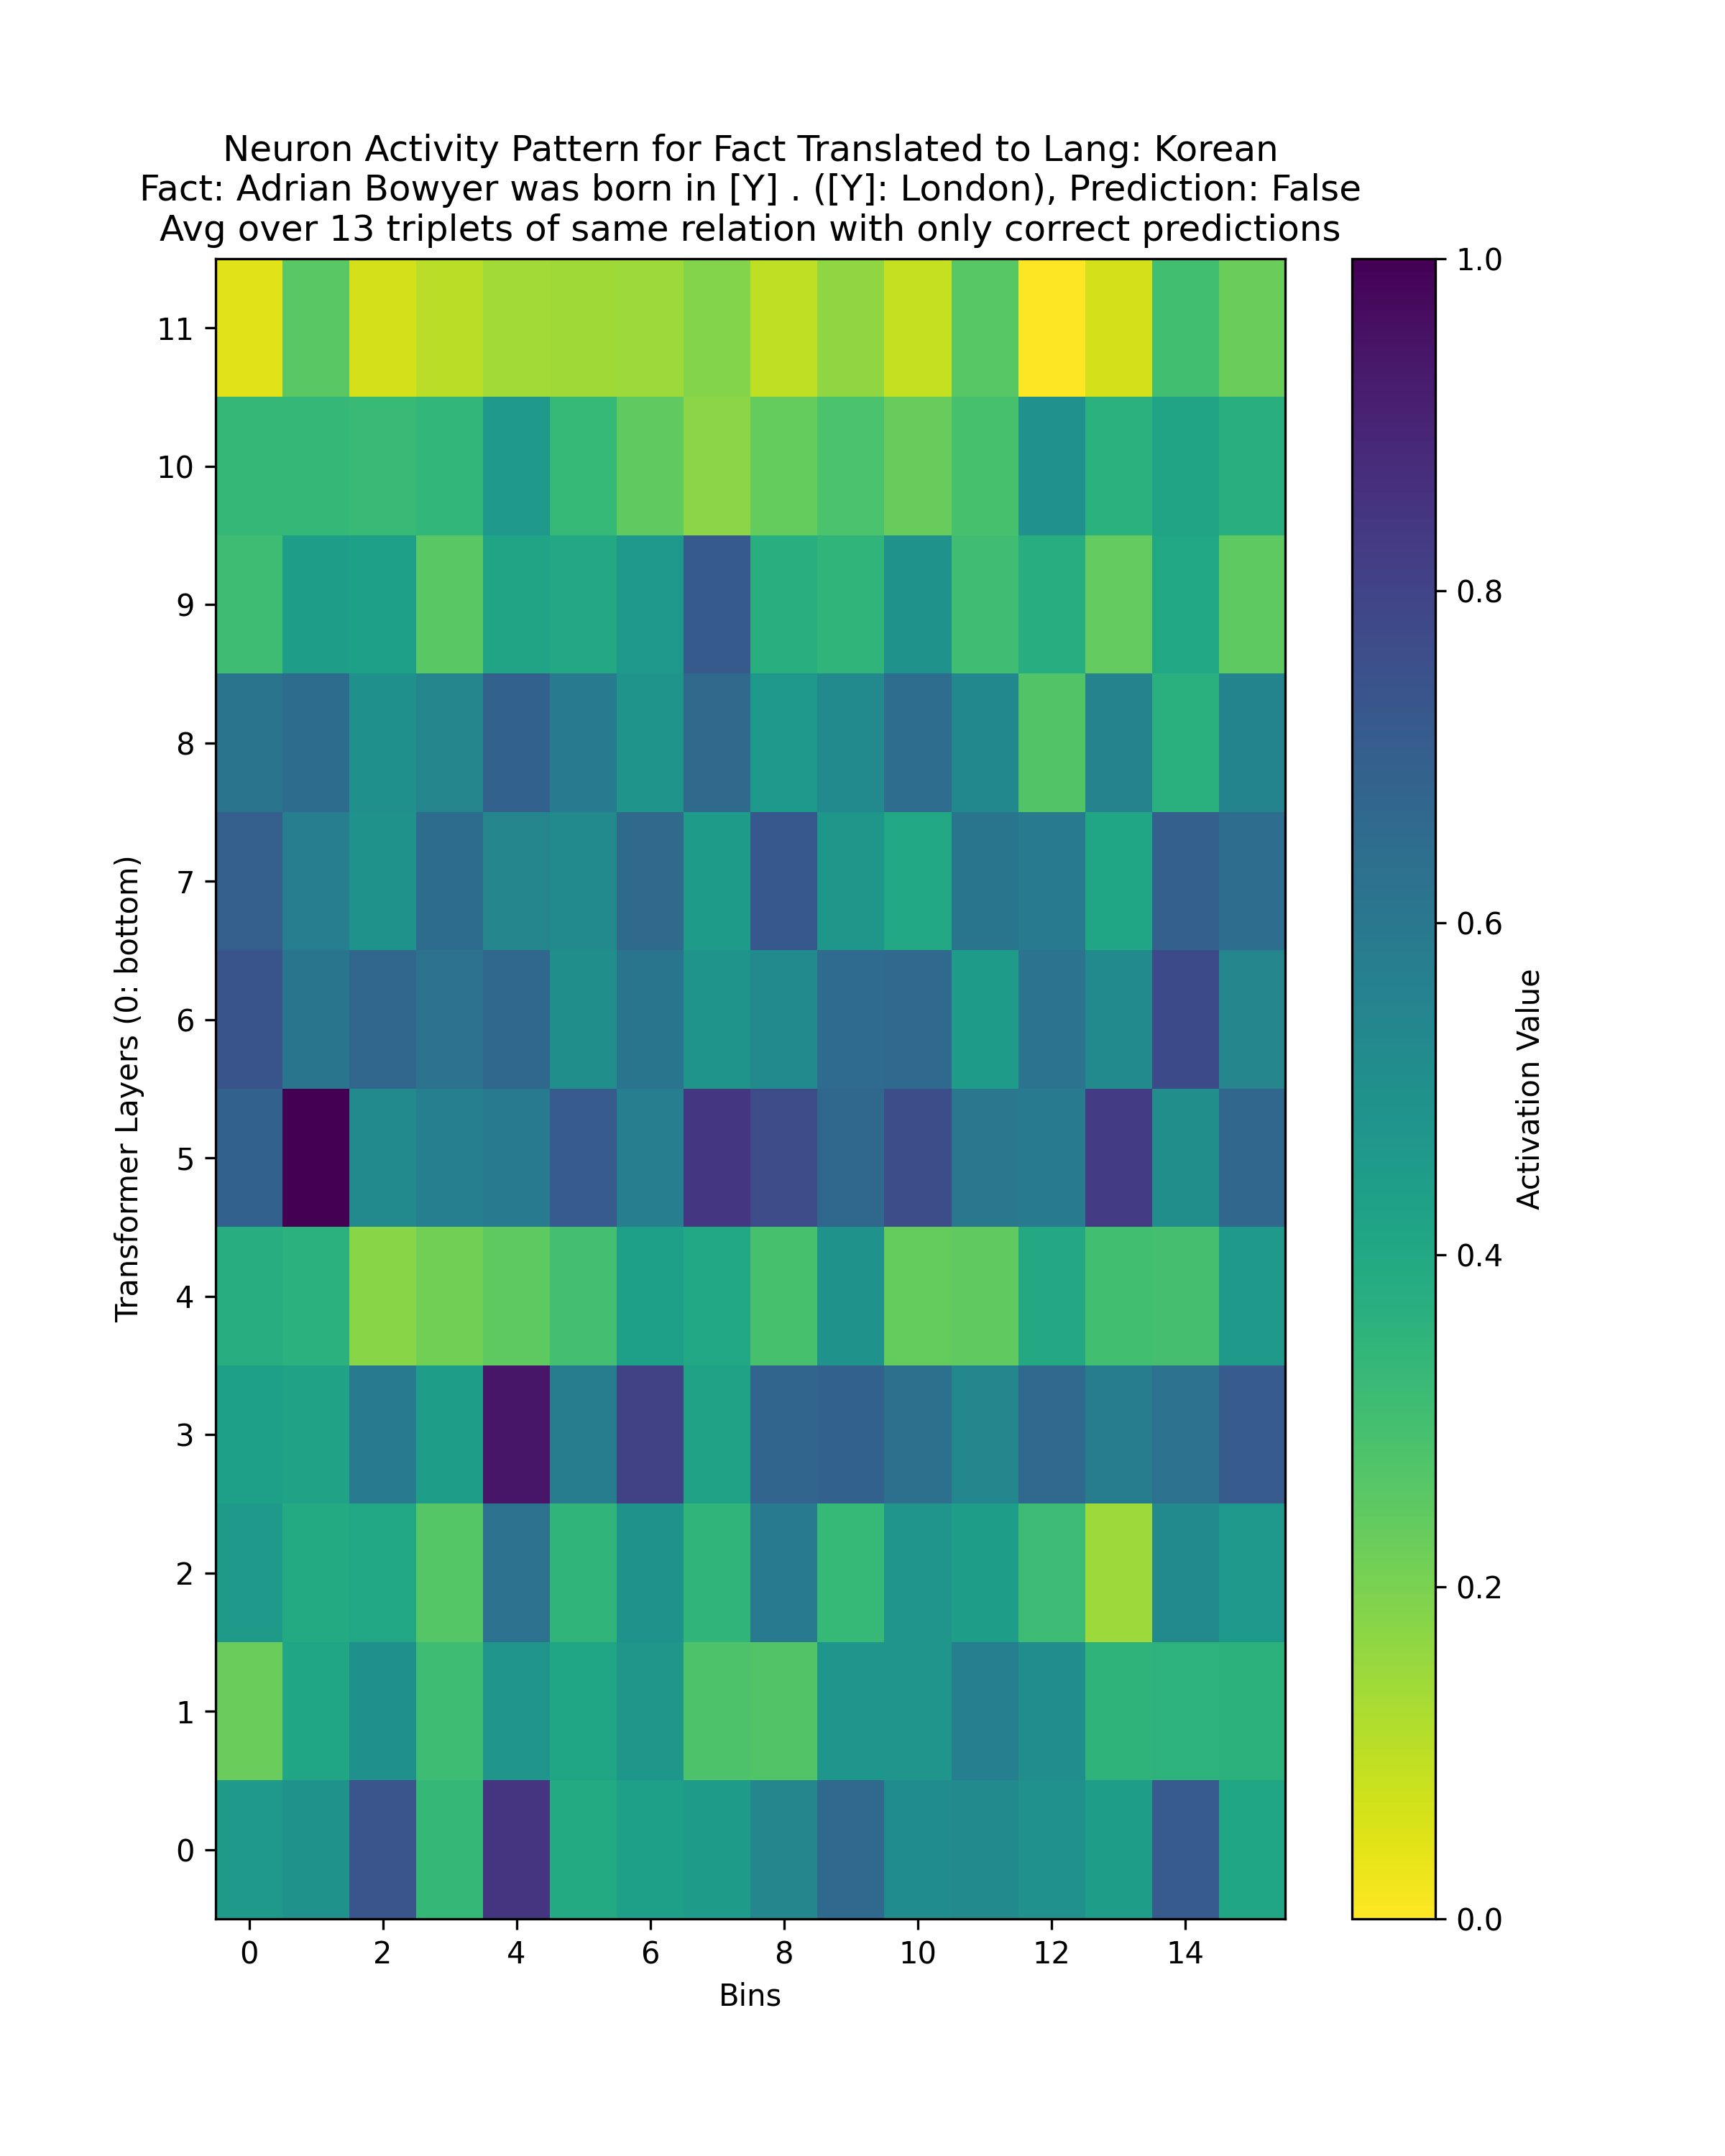 Neuron Activity Pattern for Fact Translated to Lang: Korean
Fact: Adrian Bowyer was born in [Y] . ([Y]: London), Prediction: False
Avg over 13 triplets of same relation with only correct predictions
11
10
9
8
7
6
5
4
3
2
1
0
Transformer Layers (0: bottom)
0 2 4 6 8 10 12 14
Bins
1.0
0.8
0.6
0.4
0.2
0.0
Activation Value